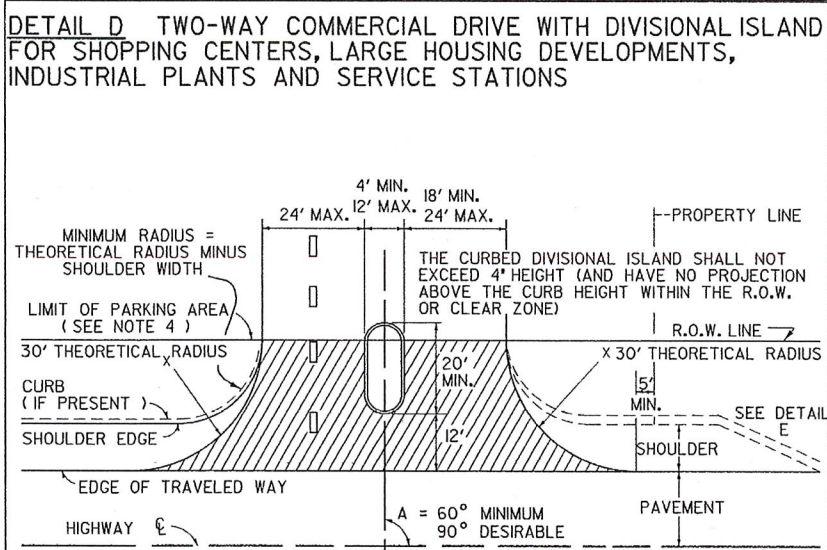 DETAIL D TWO-WAY COMMERCIAL DRIVE WITH DIVISIONAL ISLAND
FOR SHOPPING CENTERS, LARGE HOUSING DEVELOPMENTS,
INDUSTRIAL PLANTS AND SERVICE STATIONS
24' MAX.
4' MIN.
12' MAX.
18' MIN.
24' MAX.
PROPERTY LINE
MINIMUM RADIUS =
THEORETICAL RADIUS MINUS
SHOULDER WIDTH
THE CURBED DIVISIONAL ISLAND SHALL NOT
EXCEED 4" HEIGHT (AND HAVE NO PROJECTION
ABOVE THE CURB HEIGHT WITHIN THE R.O.W.
OR CLEAR ZONE)
LIMIT OF PARKING AREA
( SEE NOTE 4 )
R.O.W. LINE
30' THEORETICAL RADIUS
X
X 30' THEORETICAL RADIUS
20'
MIN.
5'
MIN.
CURB
( IF PRESENT )
SEE DETAIL
E
SHOULDER EDGE
12'
SHOULDER
EDGE OF TRAVELED WAY
PAVEMENT
HIGHWAY ℄
A = 60° MINIMUM
90° DESIRABLE